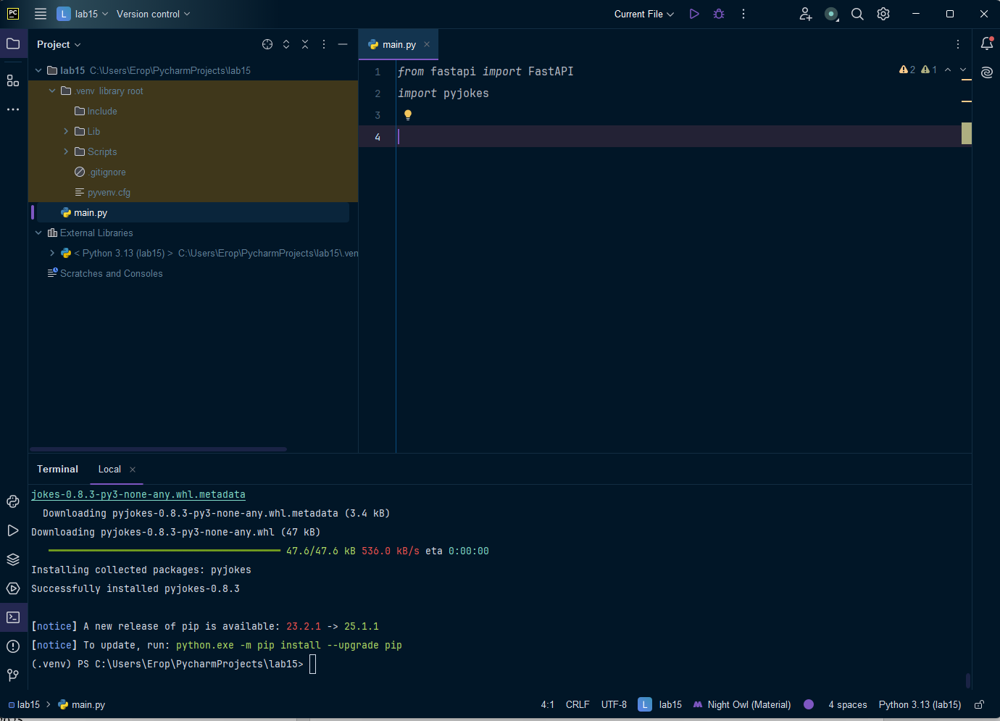 PC
L lab15 Version control
Current File
Project
main.py
lab15 C:\Users\Егор\PycharmProjects\lab15
.venv library root
Include
Lib
Scripts
.gitignore
pyvenv.cfg
main.py
External Libraries
< Python 3.13 (lab15) > C:\Users\Егор\PycharmProjects\lab15\.ven
Scratches and Consoles
1 from fastapi import FastAPI
2 1
2 import pyjokes
3
4
Terminal Local
jokes-0.8.3-py3-none-any.whl.metadata
Downloading pyjokes-0.8.3-py3-none-any.whl.metadata (3.4 kB)
Downloading pyjokes-0.8.3-py3-none-any.whl (47 kB)
47.6/47.6 kB 536.0 kB/s eta 0:00:00
Installing collected packages: pyjokes
Successfully installed pyjokes-0.8.3
[notice] A new release of pip is available: 23.2.1 -> 25.1.1
[notice] To update, run: python.exe -m pip install --upgrade pip
(.venv) PS C:\Users\Егор\PycharmProjects\lab15>
lab15 > main.py
4:1 CRLF UTF-8 L lab15 Night Owl (Material) 4 spaces Python 3.13 (lab15)